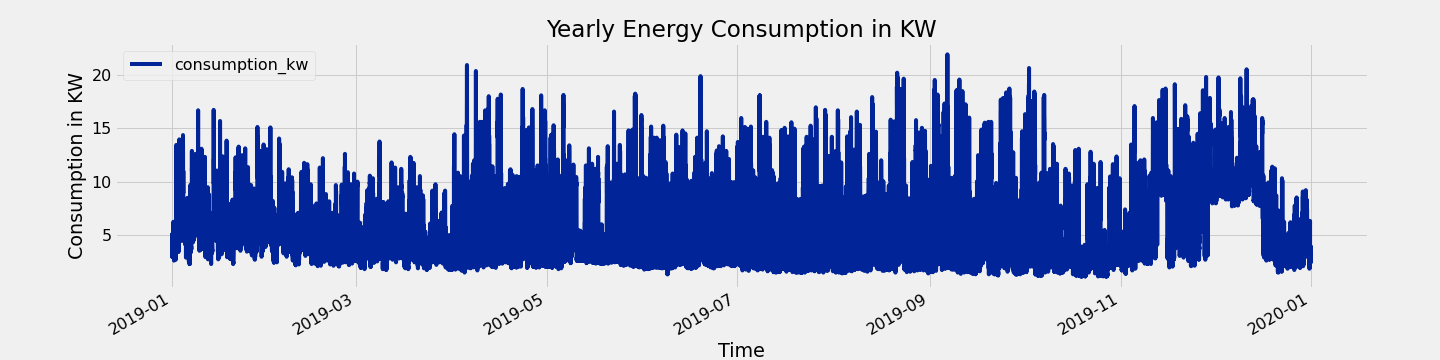 Yearly Energy Consumption in KW
consumption_kw
Consumption in KW
20
15
10
5
2019-01
2019-03
2019-05
2019-07
2019-09
2019-11
2020-01
Time